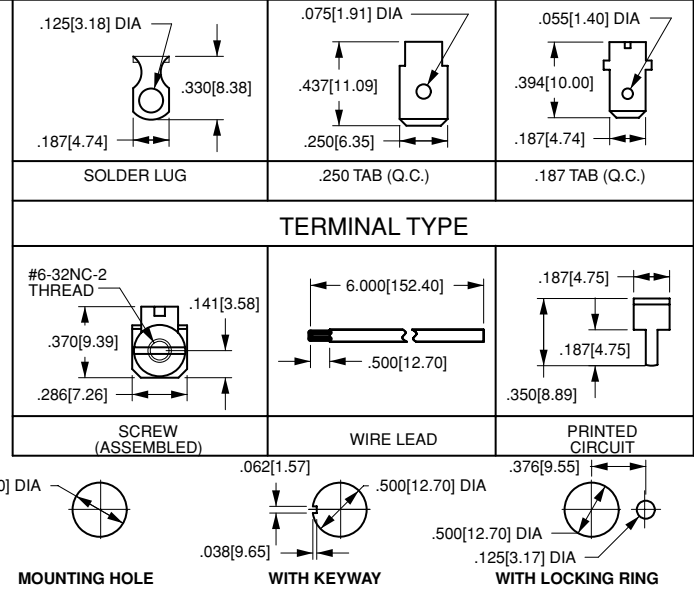 .125[3.18] DIA
.330[8.38]
.187[4.74]
SOLDER LUG
.075[1.91] DIA
.437[11.09]
.250[6.35]
.250 TAB (Q.C.)
.055[1.40] DIA
.394[10.00]
.187[4.74]
.187 TAB (Q.C.)
TERMINAL TYPE
#6-32NC-2
THREAD
.141[3.58]
.370[9.39]
.286[7.26]
SCREW
(ASSEMBLED)
6.000[152.40]
.500[12.70]
WIRE LEAD
.187[4.75]
.187[4.75]
.350[8.89]
PRINTED
CIRCUIT
0] DIA
MOUNTING HOLE
.062[1.57]
.500[12.70] DIA
.038[9.65]
WITH KEYWAY
.376[9.55]
.500[12.70] DIA
.125[3.17] DIA
WITH LOCKING RING